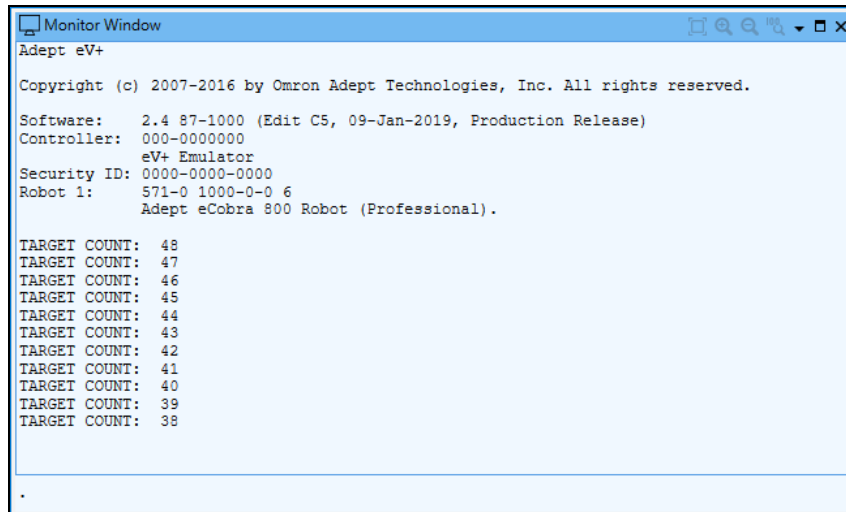 Monitor Window
Adept eV+
Copyright (c) 2007-2016 by Omron Adept Technologies, Inc. All rights reserved.
Software: 2.4 87-1000 (Edit C5, 09-Jan-2019, Production Release)
Controller: 000-0000000
eV+ Emulator
Security ID: 0000-0000-0000
Robot 1: 571-0 1000-0-0 6
Adept eCobra 800 Robot (Professional).
TARGET COUNT: 48
TARGET COUNT: 47
TARGET COUNT: 46
TARGET COUNT: 45
TARGET COUNT: 44
TARGET COUNT: 43
TARGET COUNT: 42
TARGET COUNT: 41
TARGET COUNT: 40
TARGET COUNT: 39
TARGET COUNT: 38
.